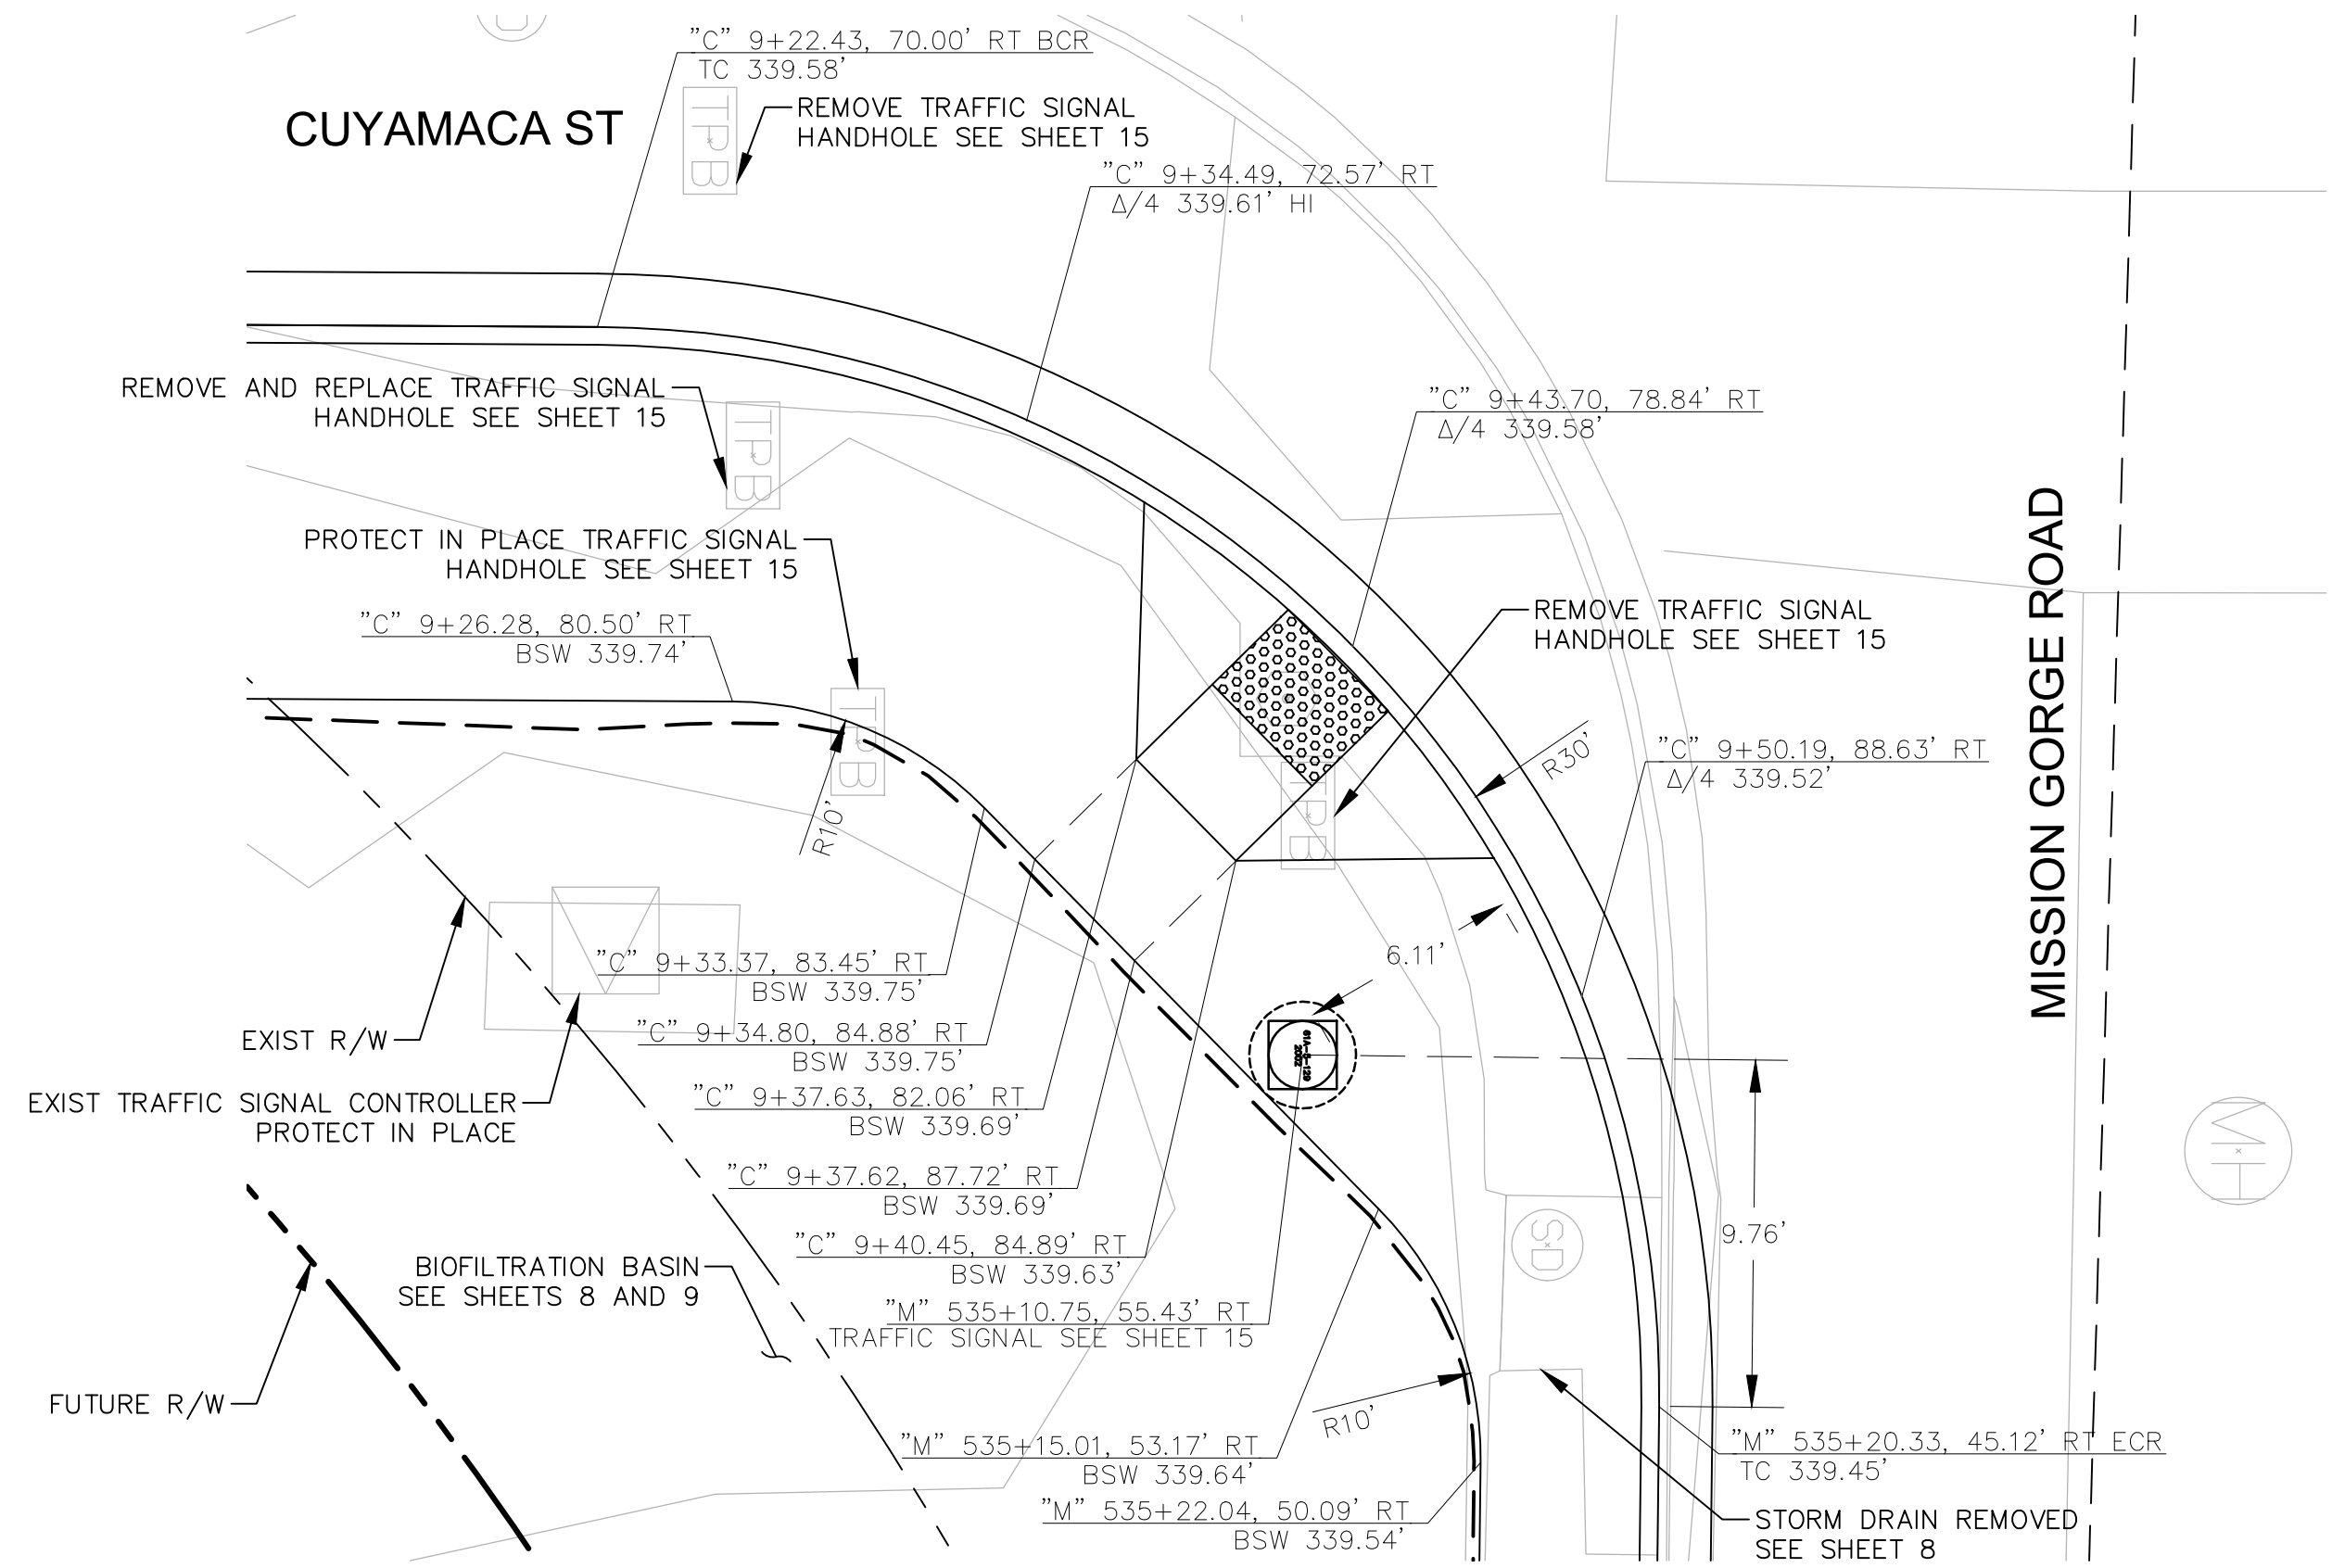 "C" 9+22.43, 70.00' RT BCR
TC 339.58'
CUYAMACA ST
TPB
REMOVE TRAFFIC SIGNAL
HANDHOLE SEE SHEET 15
"C" 9+34.49, 72.57' RT
Δ/4 339.61' HI
REMOVE AND REPLACE TRAFFIC SIGNAL
HANDHOLE SEE SHEET 15
TPB
"C" 9+43.70, 78.84' RT
Δ/4 339.58'
PROTECT IN PLACE TRAFFIC SIGNAL
HANDHOLE SEE SHEET 15
TPB
"C" 9+26.28, 80.50' RT
BSW 339.74'
REMOVE TRAFFIC SIGNAL
HANDHOLE SEE SHEET 15
TPB
MISSION GORGE ROAD
R30'
"C" 9+50.19, 88.63' RT
Δ/4 339.52'
R10'
"C" 9+33.37, 83.45' RT
BSW 339.75'
6.11'
EXIST R/W
"C" 9+34.80, 84.88' RT
BSW 339.75'
61A-5-129
2002
EXIST TRAFFIC SIGNAL CONTROLLER
PROTECT IN PLACE
"C" 9+37.63, 82.06' RT
BSW 339.69'
MH
"C" 9+37.62, 87.72' RT
BSW 339.69'
SD
9.76'
"C" 9+40.45, 84.89' RT
BSW 339.63'
BIOFILTRATION BASIN
SEE SHEETS 8 AND 9
"M" 535+10.75, 55.43' RT
TRAFFIC SIGNAL SEE SHEET 15
FUTURE R/W
R10'
"M" 535+15.01, 53.17' RT
BSW 339.64'
"M" 535+20.33, 45.12' RT ECR
TC 339.45'
"M" 535+22.04, 50.09' RT
BSW 339.54'
STORM DRAIN REMOVED
SEE SHEET 8